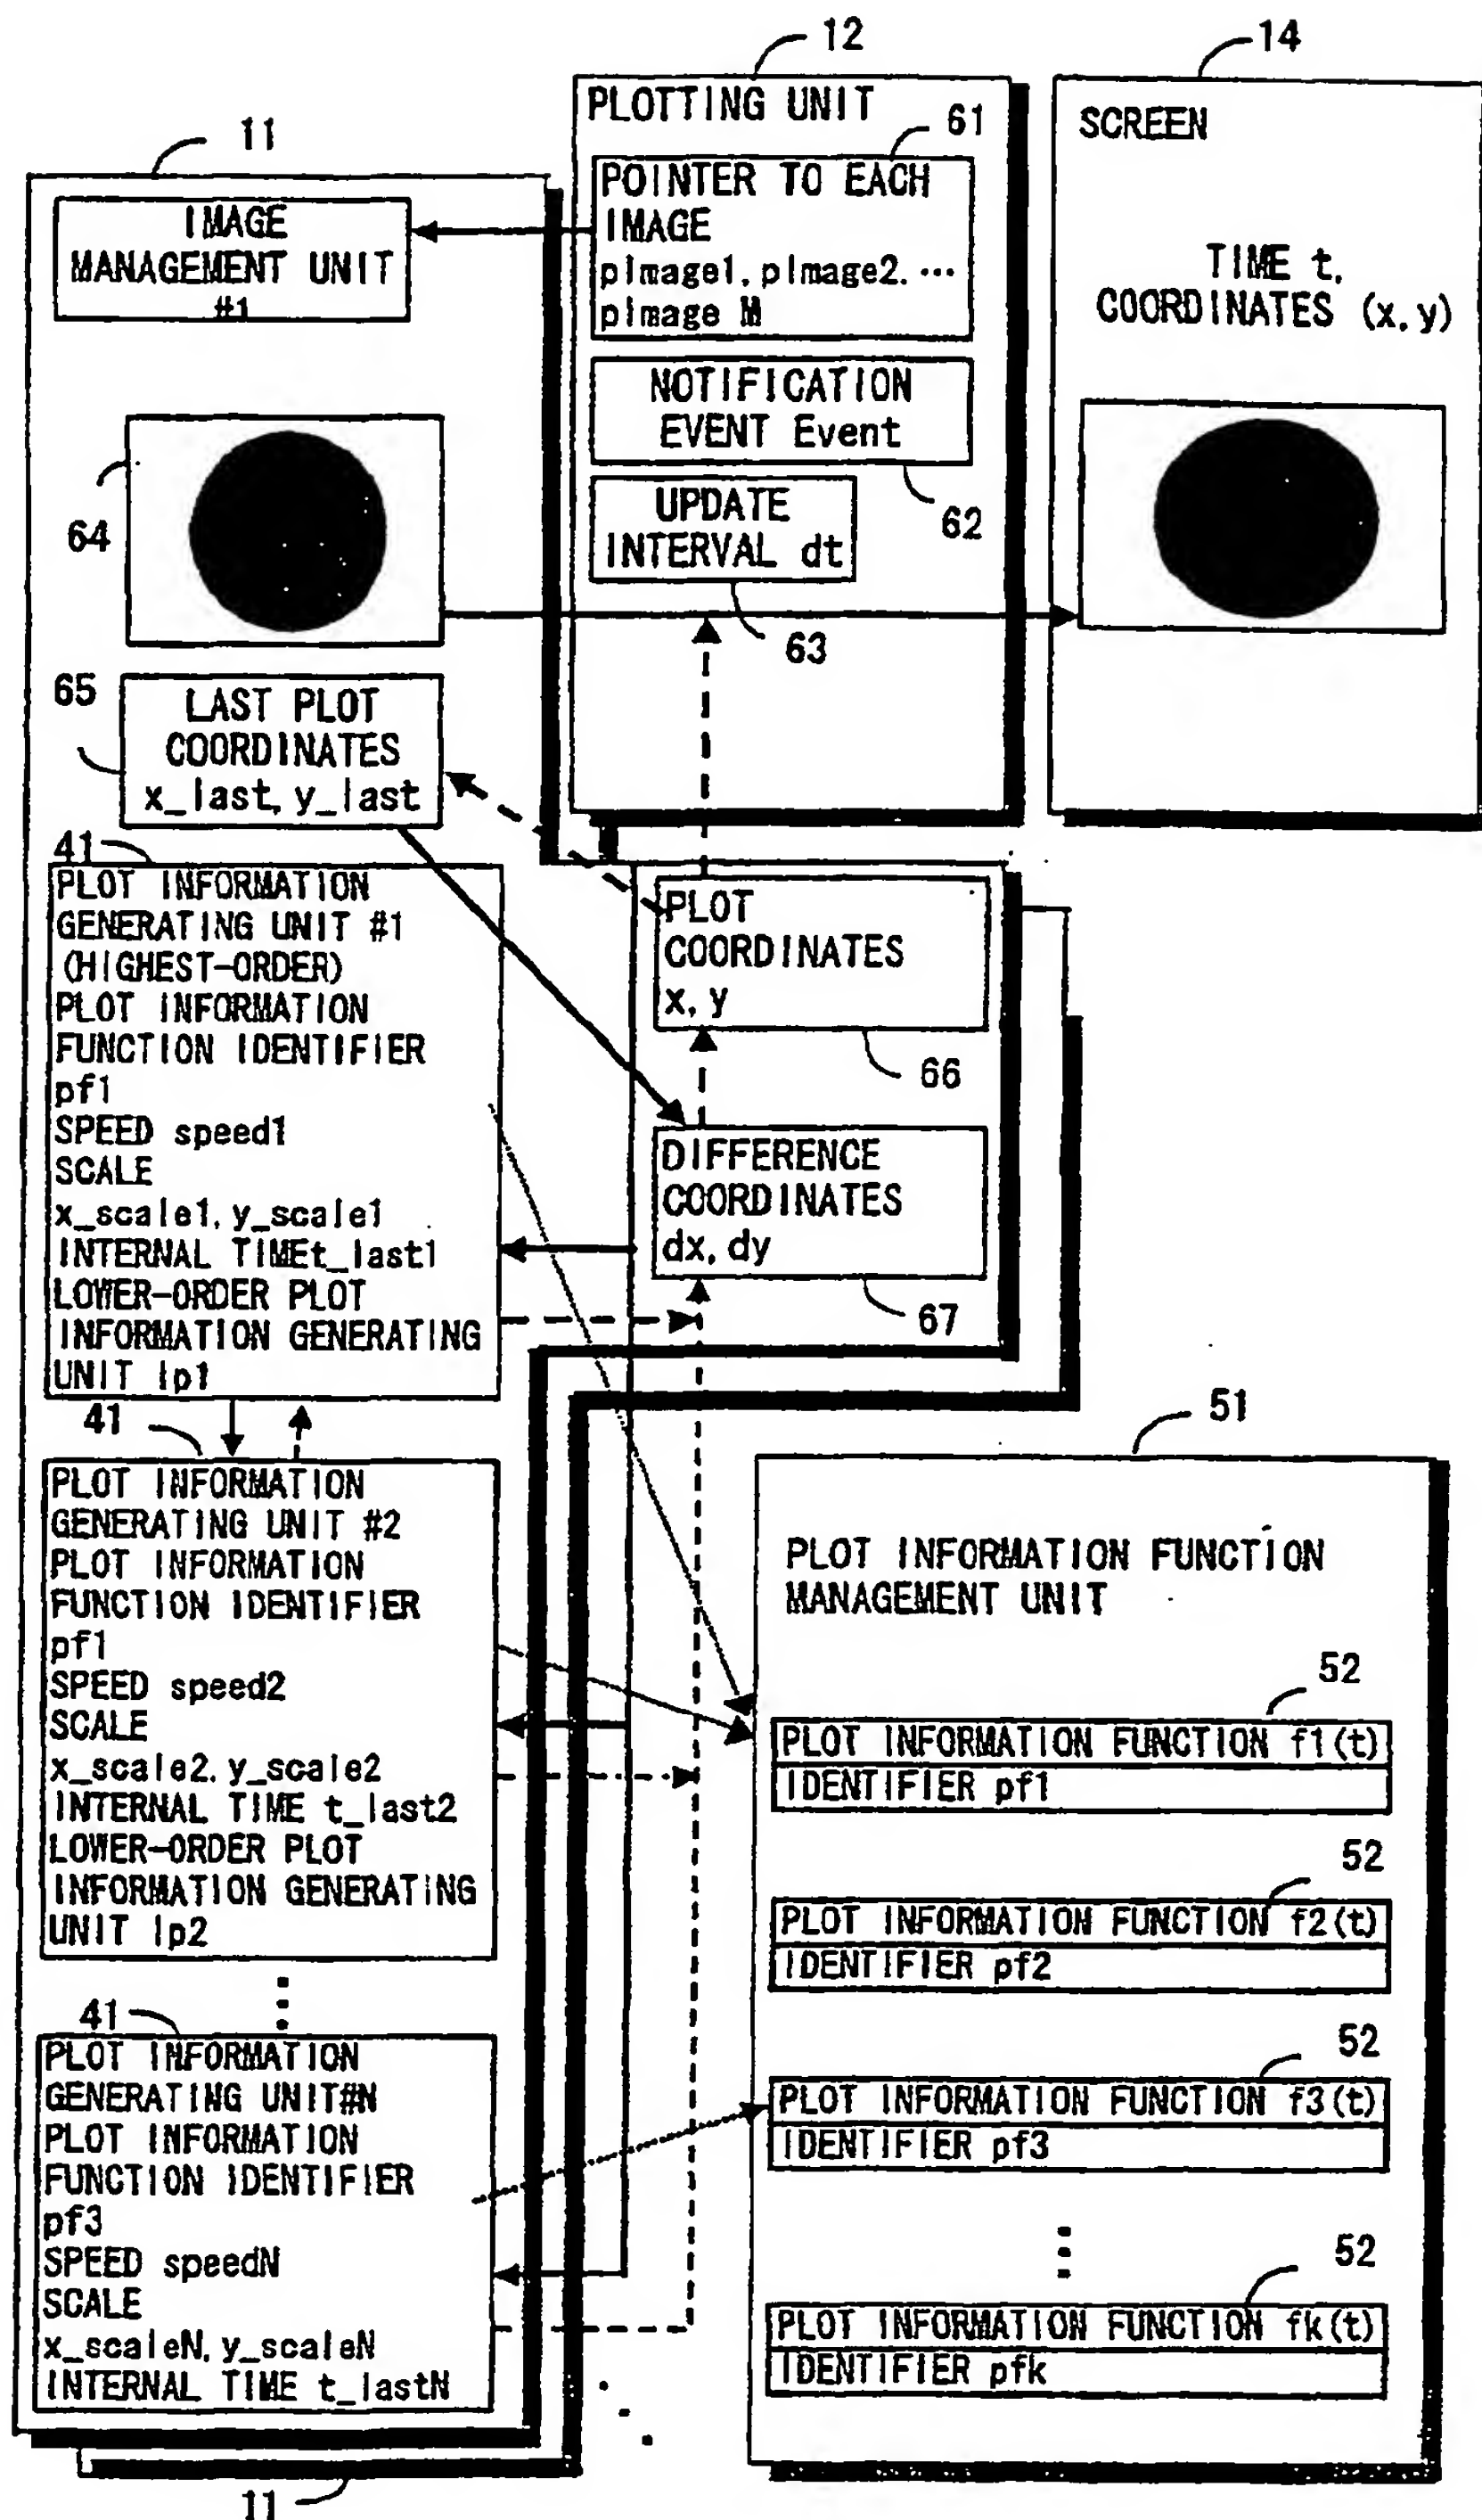 12
14
11
PLOTTING UNIT
61
POINTER TO EACH
IMAGE
pImage1, pImage2. ···
pImage M
NOTIFICATION
EVENT Event
62
UPDATE
INTERVAL dt
63
SCREEN
TIME t,
COORDINATES (x, y)
IMAGE
MANAGEMENT UNIT
#1
64
65
LAST PLOT
COORDINATES
x_last, y_last
41
PLOT INFORMATION
GENERATING UNIT #1
(HIGHEST-ORDER)
PLOT INFORMATION
FUNCTION IDENTIFIER
pf1
SPEED speed1
SCALE
x_scale1, y_scale1
INTERNAL TIMEt_last1
LOWER-ORDER PLOT
INFORMATION GENERATING
UNIT lp1
PLOT
COORDINATES
x, y
66
DIFFERENCE
COORDINATES
dx, dy
67
41
PLOT INFORMATION
GENERATING UNIT #2
PLOT INFORMATION
FUNCTION IDENTIFIER
pf1
SPEED speed2
SCALE
x_scale2. y_scale2
INTERNAL TIME t_last2
LOWER-ORDER PLOT
INFORMATION GENERATING
UNIT lp2
41
PLOT INFORMATION
GENERATING UNIT#N
PLOT INFORMATION
FUNCTION IDENTIFIER
pf3
SPEED speedN
SCALE
x_scaleN, y_scaleN
INTERNAL TIME t_lastN
11
51
PLOT INFORMATION FUNCTION
MANAGEMENT UNIT
52
PLOT INFORMATION FUNCTION f1(t)
IDENTIFIER pf1
52
PLOT INFORMATION FUNCTION f2(t)
IDENTIFIER pf2
52
PLOT INFORMATION FUNCTION f3(t)
IDENTIFIER pf3
52
PLOT INFORMATION FUNCTION fk(t)
IDENTIFIER pfk